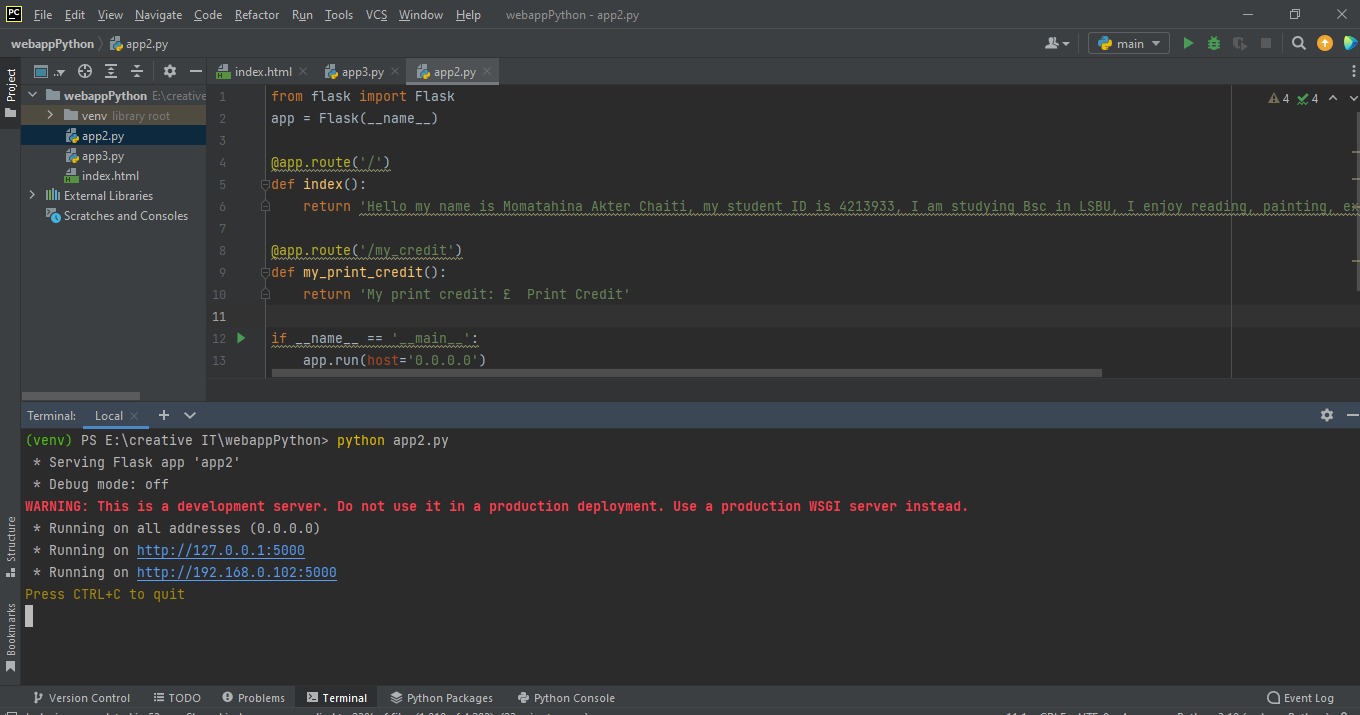 PC File Edit View Navigate Code Refactor Run Tools VCS Window Help webappPython - app2.py
webappPython app2.py main
index.html app3.py app2.py
Project
webappPython E:\creative
venv library root
app2.py
app3.py
index.html
External Libraries
Scratches and Consoles
4 4
1 from flask import Flask
2 app = Flask(__name__)
3
4 @app.route('/')
5 def index():
6 return 'Hello my name is Momatahina Akter Chaiti, my student ID is 4213933, I am studying Bsc in LSBU, I enjoy reading, painting, ex
7
8 @app.route('/my_credit')
9 def my_print_credit():
10 return 'My print credit: £  Print Credit'
11
12 if __name__ == '__main__':
13 app.run(host='0.0.0.0')
Terminal: Local
(venv) PS E:\creative IT\webappPython> python app2.py
* Serving Flask app 'app2'
* Debug mode: off
WARNING: This is a development server. Do not use it in a production deployment. Use a production WSGI server instead.
* Running on all addresses (0.0.0.0)
* Running on http://127.0.0.1:5000
* Running on http://192.168.0.102:5000
Press CTRL+C to quit
Structure
Bookmarks
Version Control TODO Problems Terminal Python Packages Python Console Event Log